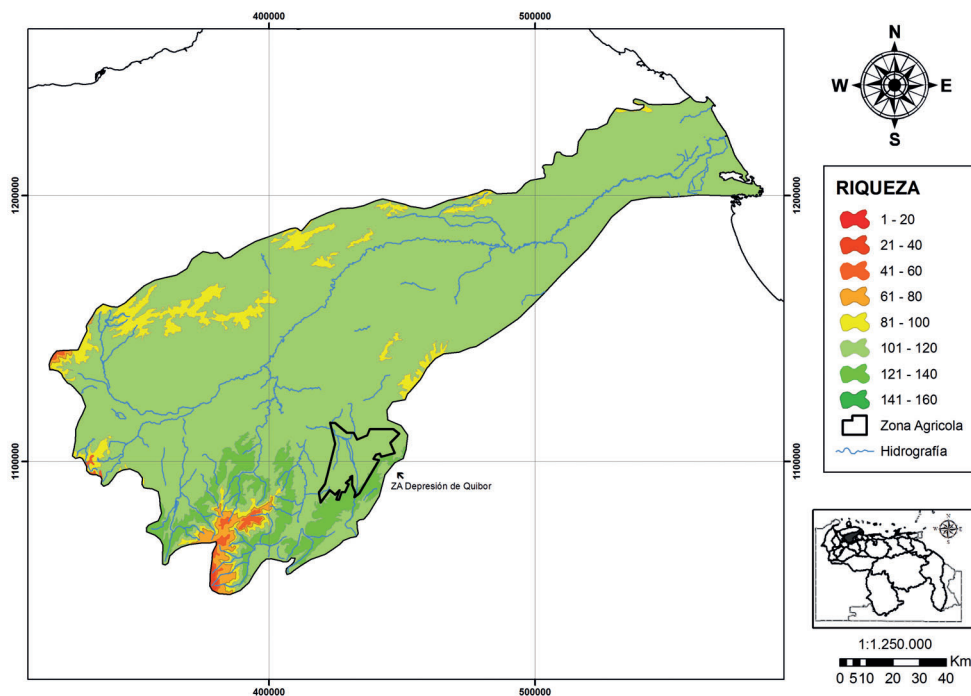 400000
500000
1200000
1200000
1100000
1100000
ZA Depresión de Quibor
400000
500000
N
W
E
S
RIQUEZA
1 - 20
21 - 40
41 - 60
61 - 80
81 - 100
101 - 120
121 - 140
141 - 160
Zona Agricola
Hidrografía
1:1.250.000
Km
0 5 10 20 30 40